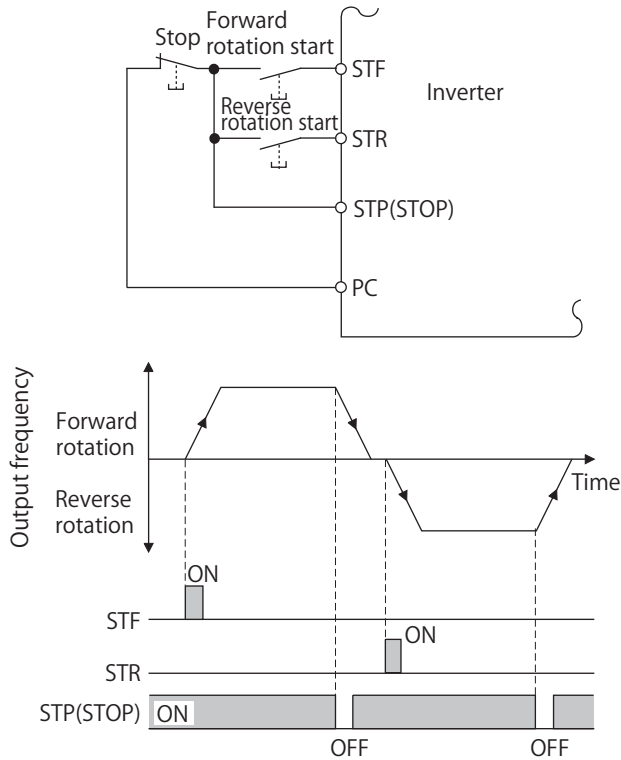 Forward
rotation start
Stop
STF
Inverter
Reverse
rotation start
STR
STP(STOP)
PC
Output frequency
Forward
rotation
Time
Reverse
rotation
ON
STF
ON
STR
STP(STOP)
ON
OFF
OFF